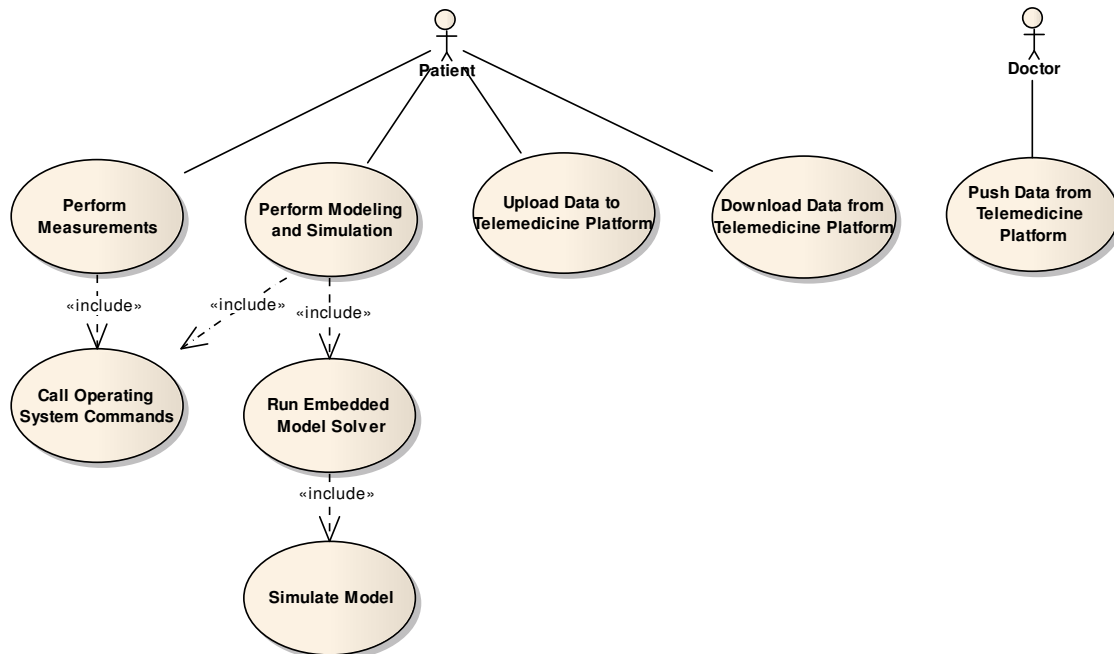 Patient
Doctor
Perform
Measurements
Perform Modeling
and Simulation
Upload Data to
Telemedicine Platform
Download Data from
Telemedicine Platform
Push Data from
Telemedicine
Platform
«include»
«include»
«include»
Call Operating
System Commands
Run Embedded
Model Solver
«include»
Simulate Model